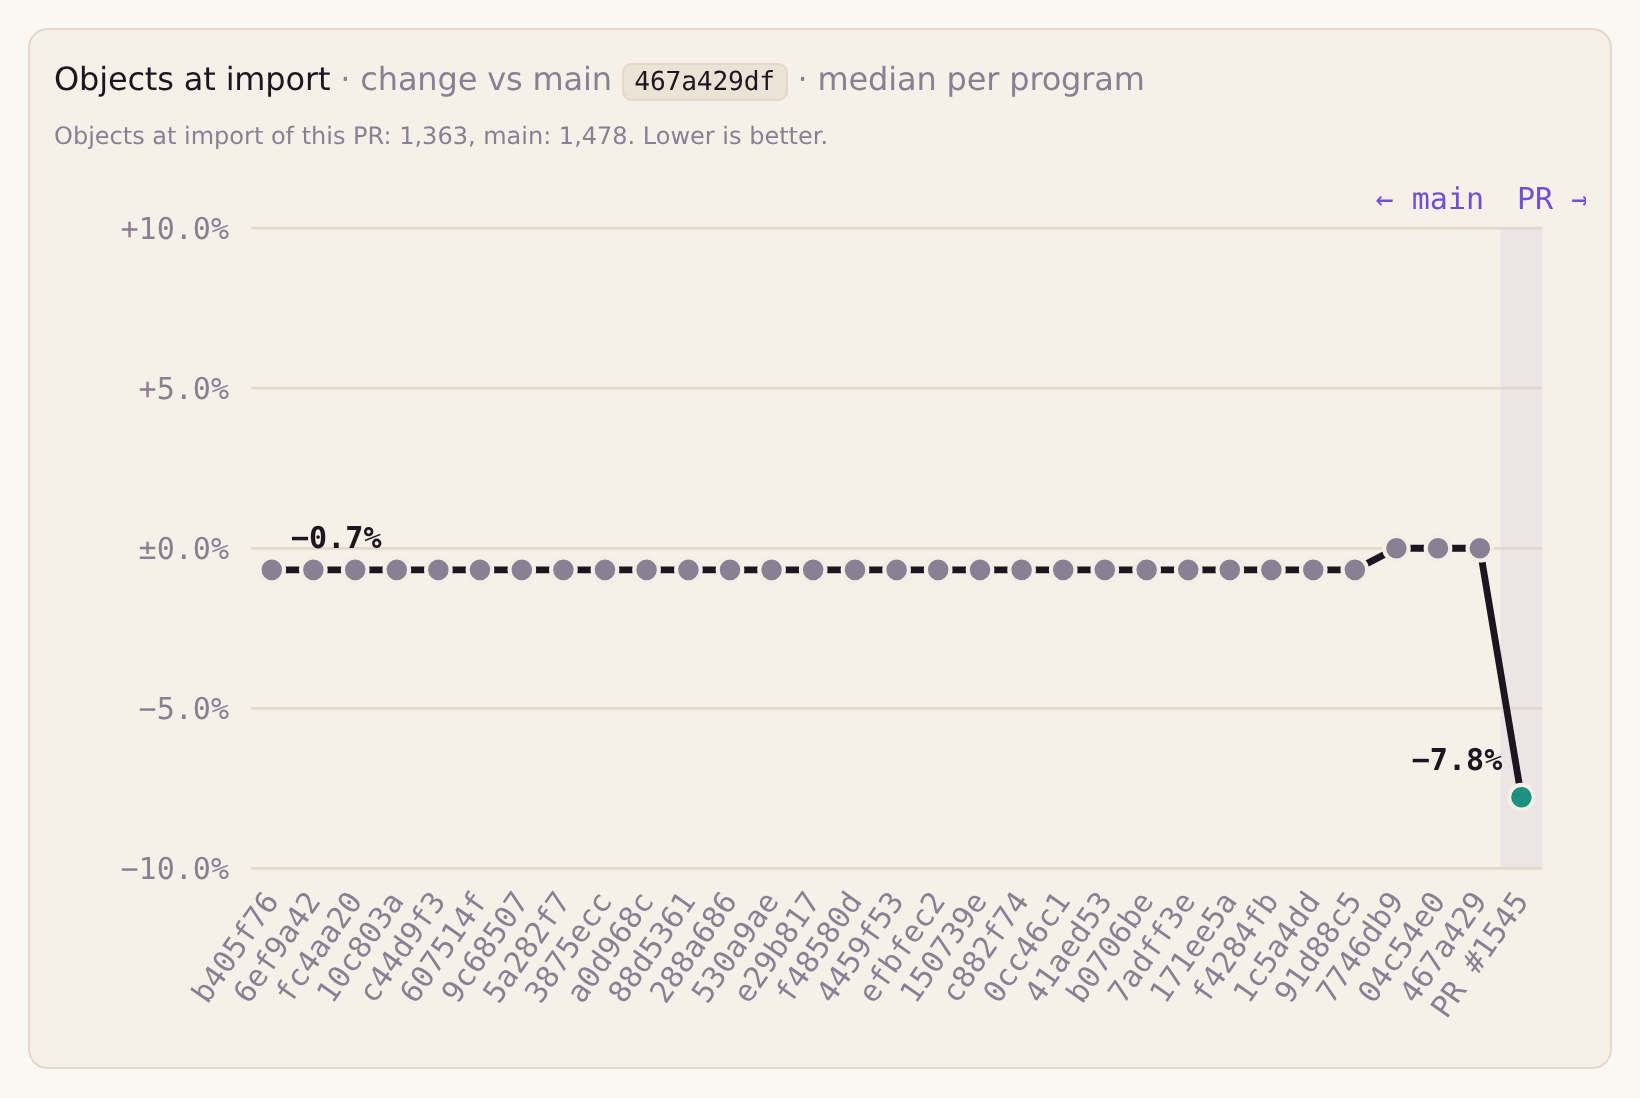 Objects at import · change vs main 467a429df · median per program
Objects at import of this PR: 1,363, main: 1,478. Lower is better.
← main PR →
+10.0%
+5.0%
±0.0%
−5.0%
−10.0%
−0.7%
−7.8%
b405f76
6ef9a42
fc4aa20
10c803a
c44d9f3
607514f
9c68507
5a282f7
3875ecc
a0d968c
88d5361
288a686
530a9ae
e29b817
f48580d
4459f53
efbfec2
150739e
c882f74
0cc46c1
41aed53
b0706be
7adff3e
171ee5a
f4284fb
1c5a4dd
91d88c5
7746db9
04c54e0
467a429
PR #1545